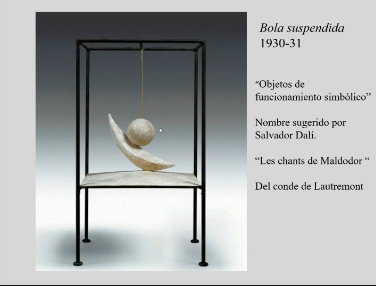 Bola suspendida
1930-31
“Objetos de
funcionamiento simbólico”
Nombre sugerido por
Salvador Dalí.
“Les chants de Maldodor “
Del conde de Lautremont